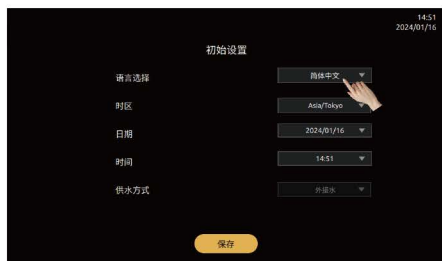 14:51
2024/01/16
初始设置
语言选择 简体中文
时区 Asia/Tokyo
日期 2024/01/16
时间 14:51
供水方式 外接水
保存